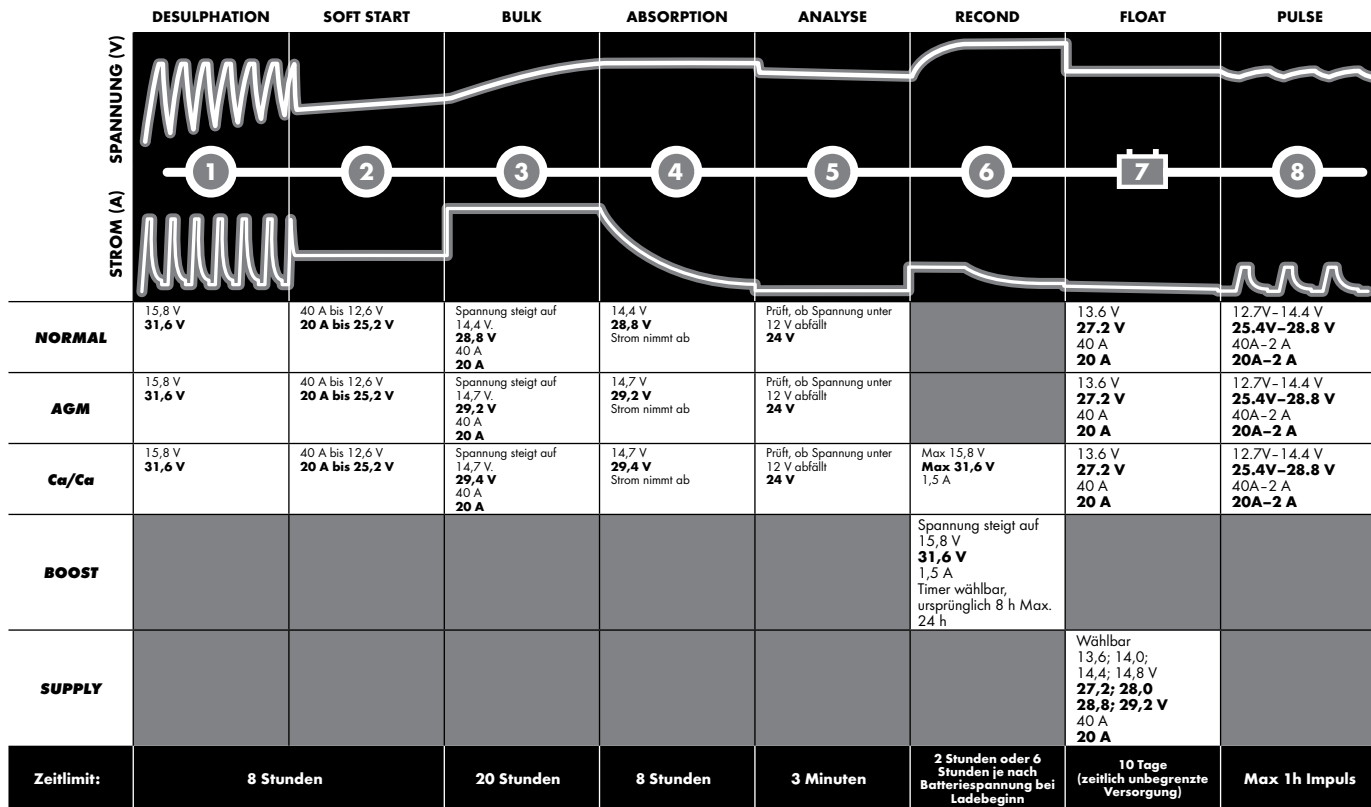 DESULPHATION
SOFT START
BULK
ABSORPTION
ANALYSE
RECOND
FLOAT
PULSE
SPANNUNG (V)
1
2
3
4
5
6
7
8
STROM (A)
NORMAL
15,8 V
31,6 V
40 A bis 12,6 V
20 A bis 25,2 V
Spannung steigt auf
14,4 V.
28,8 V
40 A
20 A
14,4 V
28,8 V
Strom nimmt ab
Prüft, ob Spannung unter
12 V abfällt
24 V
13.6 V
27.2 V
40 A
20 A
12.7V–14.4 V
25.4V–28.8 V
40A–2 A
20A–2 A
AGM
15,8 V
31,6 V
40 A bis 12,6 V
20 A bis 25,2 V
Spannung steigt auf
14,7 V.
29,2 V
40 A
20 A
14,7 V
29,2 V
Strom nimmt ab
Prüft, ob Spannung unter
12 V abfällt
24 V
13.6 V
27.2 V
40 A
20 A
12.7V–14.4 V
25.4V–28.8 V
40A–2 A
20A–2 A
Ca/Ca
15,8 V
31,6 V
40 A bis 12,6 V
20 A bis 25,2 V
Spannung steigt auf
14,7 V.
29,4 V
40 A
20 A
14,7 V
29,4 V
Strom nimmt ab
Prüft, ob Spannung unter
12 V abfällt
24 V
Max 15,8 V
Max 31,6 V
1,5 A
13.6 V
27.2 V
40 A
20 A
12.7V–14.4 V
25.4V–28.8 V
40A–2 A
20A–2 A
BOOST
Spannung steigt auf
15,8 V
31,6 V
1,5 A
Timer wählbar,
ursprünglich 8 h Max.
24 h
SUPPLY
Wählbar
13,6; 14,0;
14,4; 14,8 V
27,2; 28,0
28,8; 29,2 V
40 A
20 A
Zeitlimit:
8 Stunden
20 Stunden
8 Stunden
3 Minuten
2 Stunden oder 6
Stunden je nach
Batteriespannung bei
Ladebeginn
10 Tage
(zeitlich unbegrenzte
Versorgung)
Max 1h Impuls